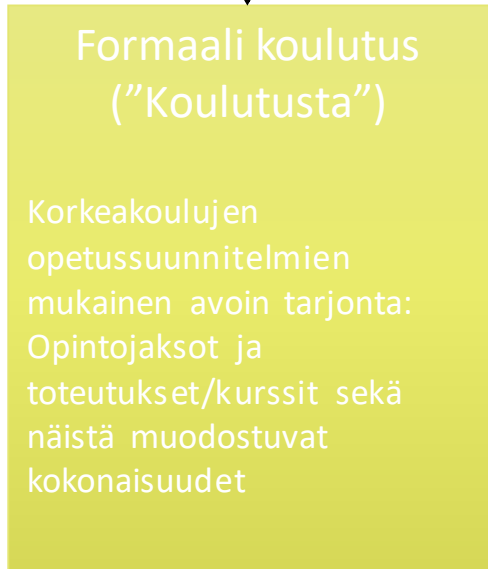 Formaali koulutus
(”Koulutusta”)
Korkeakoulujen
opetussuunnitelmien
mukainen avoin tarjonta:
Opintojaksot ja
toteutukset/kurssit sekä
näistä muodostuvat
kokonaisuudet